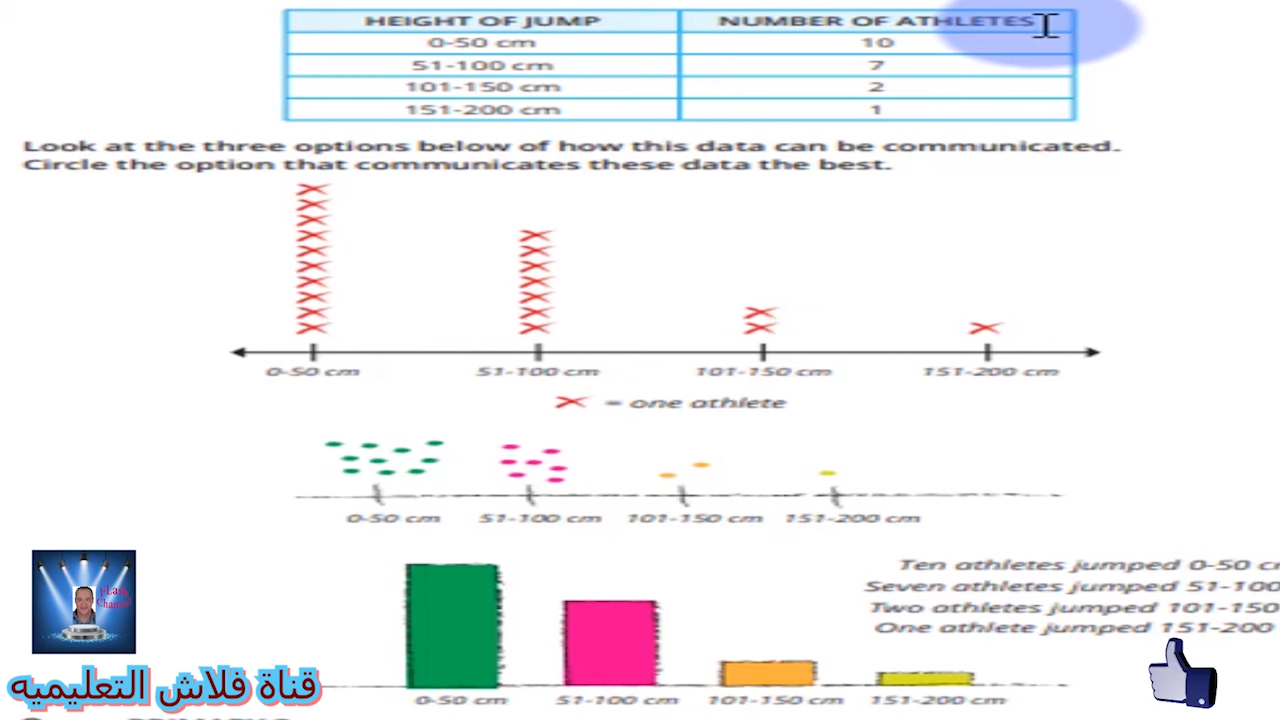 HEIGHT OF JUMP NUMBER OF ATHLETES
0-50 cm 10
51-100 cm 7
101-150 cm 2
151-200 cm 1
Look at the three options below of how this data can be communicated.
Circle the option that communicates these data the best.
0-50 cm 51-100 cm 101-150 cm 151-200 cm
= one athlete
0-50 cm 51-100 cm 101-150 cm 151-200 cm
Ten athletes jumped 0-50 c
Seven athletes jumped 51-100
Two athletes jumped 101-150
One athlete jumped 151-200
0-50 cm 51-100 cm 101-150 cm 151-200 cm
fLash
Channel
قناة فلاش التعليميه